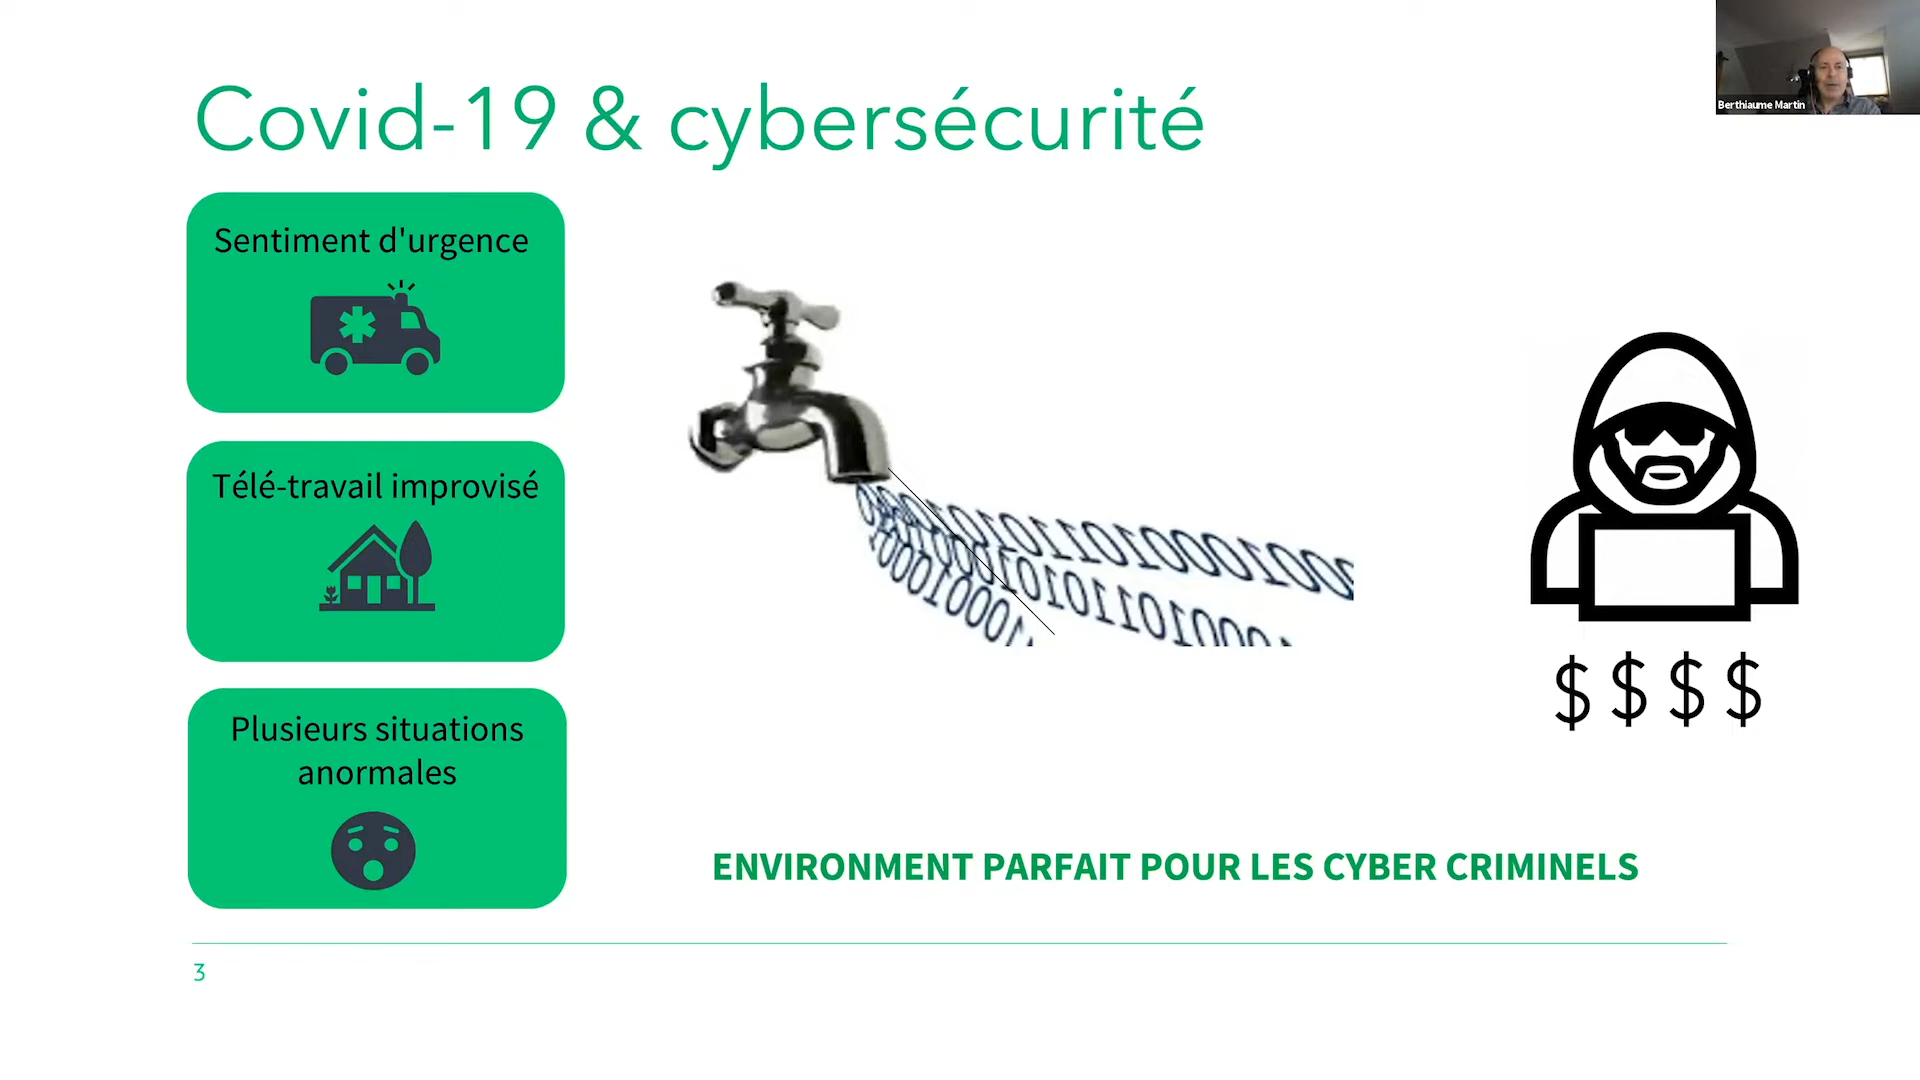 Covid-19 & cybersécurité
Berthiaume Martin
Sentiment d'urgence
Télé-travail improvisé
Plusieurs situations
anormales
$ $ $ $
ENVIRONMENT PARFAIT POUR LES CYBER CRIMINELS
3